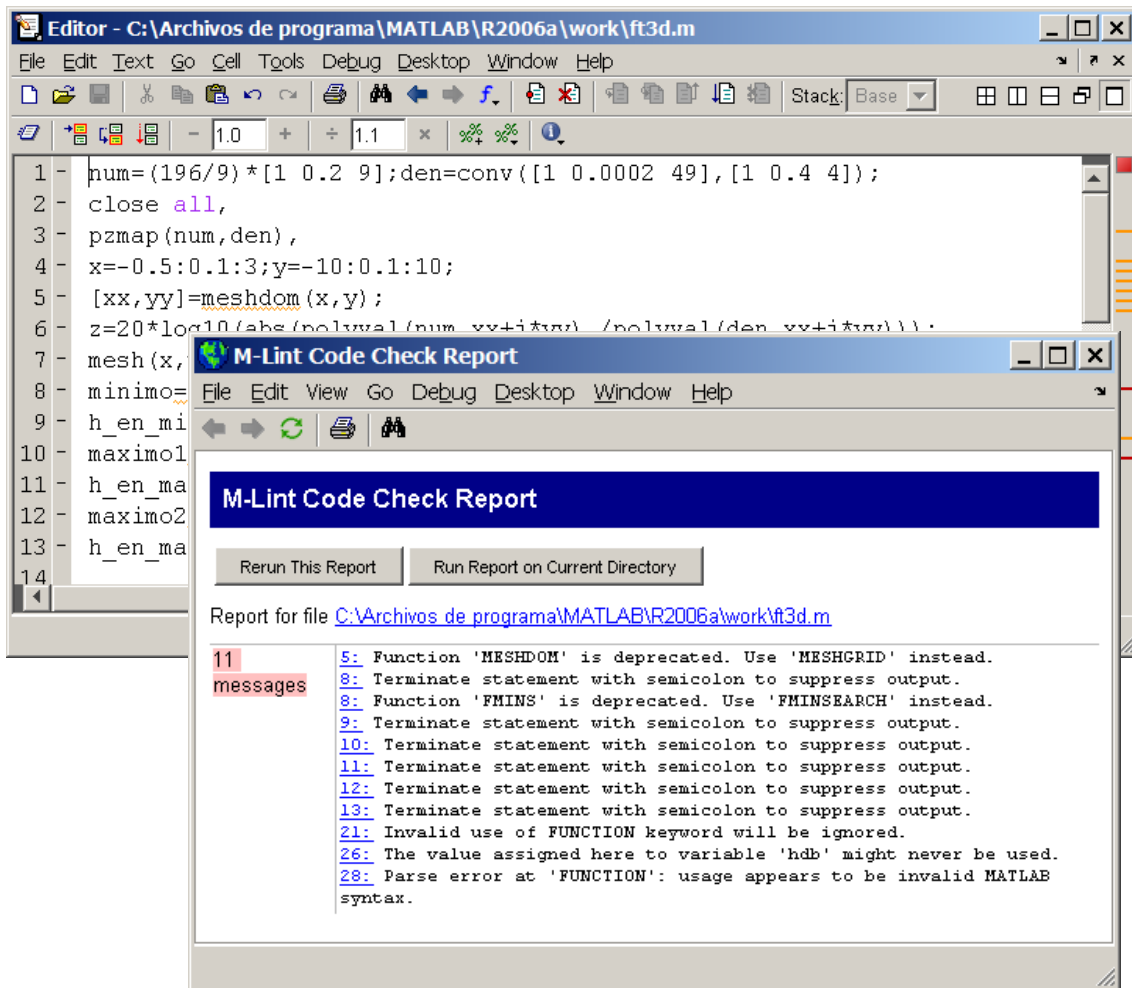 Editor - C:\Archivos de programa\MATLAB\R2006a\work\ft3d.m
File Edit Text Go Cell Tools Debug Desktop Window Help
Stack: Base
1.0 1.1
1 - num=(196/9)*[1 0.2 9];den=conv([1 0.0002 49],[1 0.4 4]);
2 - close all,
3 - pzmap(num,den),
4 - x=-0.5:0.1:3;y=-10:0.1:10;
5 - [xx,yy]=meshdom(x,y);
6 - z=20*log10(abs(polyval(num,xx+i*yy)./polyval(den,xx+i*yy)));
7 - mesh(x,
8 - minimo=
9 - h_en_mi
10 - maximo1
11 - h_en_ma
12 - maximo2
13 - h_en_ma
14
M-Lint Code Check Report
File Edit View Go Debug Desktop Window Help
M-Lint Code Check Report
Rerun This Report Run Report on Current Directory
Report for file C:\Archivos de programa\MATLAB\R2006a\work\ft3d.m
11 messages
5: Function 'MESHDOM' is deprecated. Use 'MESHGRID' instead.
8: Terminate statement with semicolon to suppress output.
8: Function 'FMINS' is deprecated. Use 'FMINSEARCH' instead.
9: Terminate statement with semicolon to suppress output.
10: Terminate statement with semicolon to suppress output.
11: Terminate statement with semicolon to suppress output.
12: Terminate statement with semicolon to suppress output.
13: Terminate statement with semicolon to suppress output.
21: Invalid use of FUNCTION keyword will be ignored.
26: The value assigned here to variable 'hdb' might never be used.
28: Parse error at 'FUNCTION': usage appears to be invalid MATLAB
syntax.